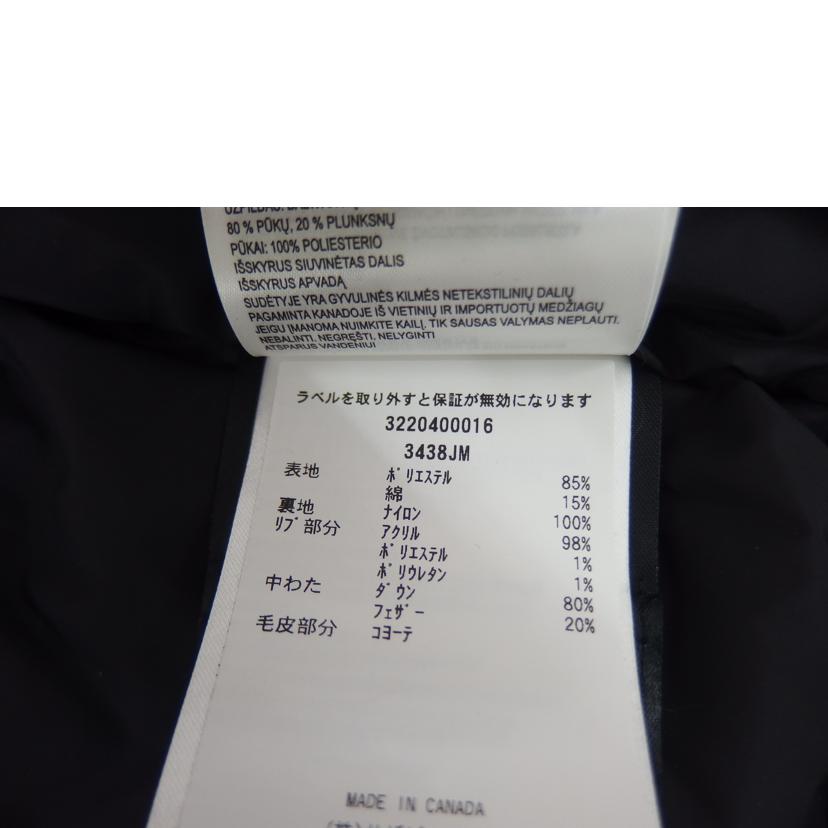 80 % PŪKŲ, 20 % PLUNKSNŲ
PŪKAI: 100% POLIESTERIO
IŠSKYRUS SIUVINĖTAS DALIS
IŠSKYRUS APVADĄ
SUDĖTYJE YRA GYVULINĖS KILMĖS NETEKSTILINIŲ DALIŲ
PAGAMINTA KANADOJE IŠ VIETINIŲ IR IMPORTUOTŲ MEDŽIAGŲ
JEIGU ĮMANOMA NUIMKITE KAILĮ, TIK SAUSAS VALYMAS NEPLAUTI.
NEBALINTI, NEGRĘŠTI, NELYGINTI
ATSPARUS VANDENIUI
ラベルを取り外すと保証が無効になります
3220400016
3438JM
表地 ﾎﾟﾘｴｽﾃﾙ 85%
綿 15%
裏地 ﾅｲﾛﾝ 100%
ﾘﾌﾞ部分 ｱｸﾘﾙ 98%
ﾎﾟﾘｴｽﾃﾙ 1%
ﾎﾟﾘｳﾚﾀﾝ 1%
中わた ﾀﾞｳﾝ 80%
ﾌｪｻﾞｰ 20%
毛皮部分 ｺﾖｰﾃ
MADE IN CANADA